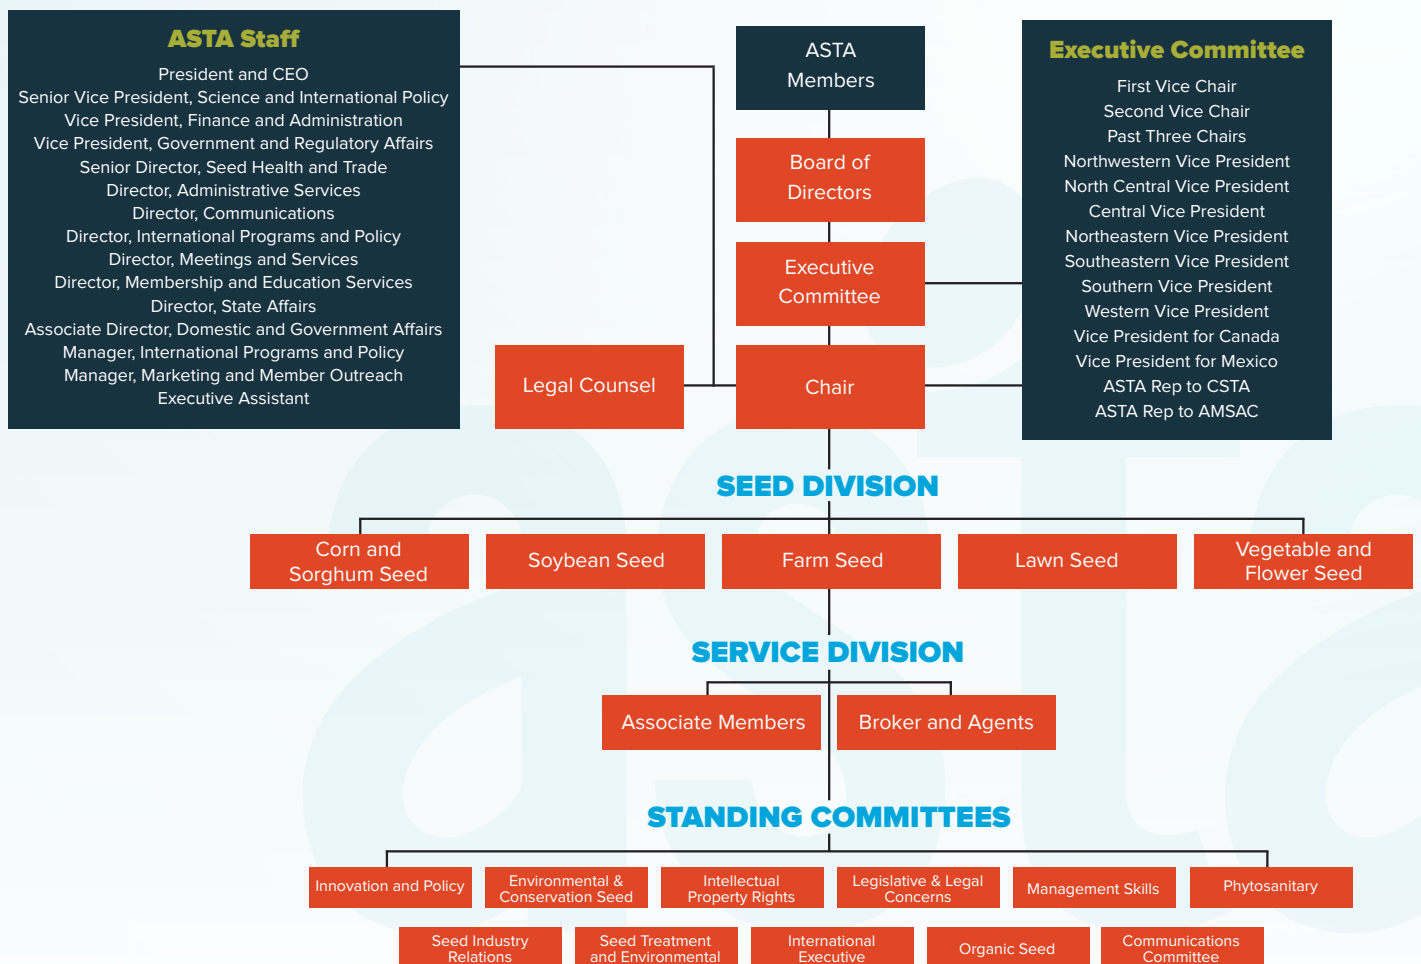 ASTA Staff
President and CEO
Senior Vice President, Science and International Policy
Vice President, Finance and Administration
Vice President, Government and Regulatory Affairs
Senior Director, Seed Health and Trade
Director, Administrative Services
Director, Communications
Director, International Programs and Policy
Director, Meetings and Services
Director, Membership and Education Services
Director, State Affairs
Associate Director, Domestic and Government Affairs
Manager, International Programs and Policy
Manager, Marketing and Member Outreach
Executive Assistant
ASTA
Members
Board of
Directors
Executive
Committee
Legal Counsel
Chair
Executive Committee
First Vice Chair
Second Vice Chair
Past Three Chairs
Northwestern Vice President
North Central Vice President
Central Vice President
Northeastern Vice President
Southeastern Vice President
Southern Vice President
Western Vice President
Vice President for Canada
Vice President for Mexico
ASTA Rep to CSTA
ASTA Rep to AMSAC
SEED DIVISION
Corn and
Sorghum Seed
Soybean Seed
Farm Seed
Lawn Seed
Vegetable and
Flower Seed
SERVICE DIVISION
Associate Members
Broker and Agents
STANDING COMMITTEES
Innovation and Policy
Environmental &
Conservation Seed
Intellectual
Property Rights
Legislative & Legal
Concerns
Management Skills
Phytosanitary
Seed Industry
Relations
Seed Treatment
and Environmental
International
Executive
Organic Seed
Communications
Committee
asta